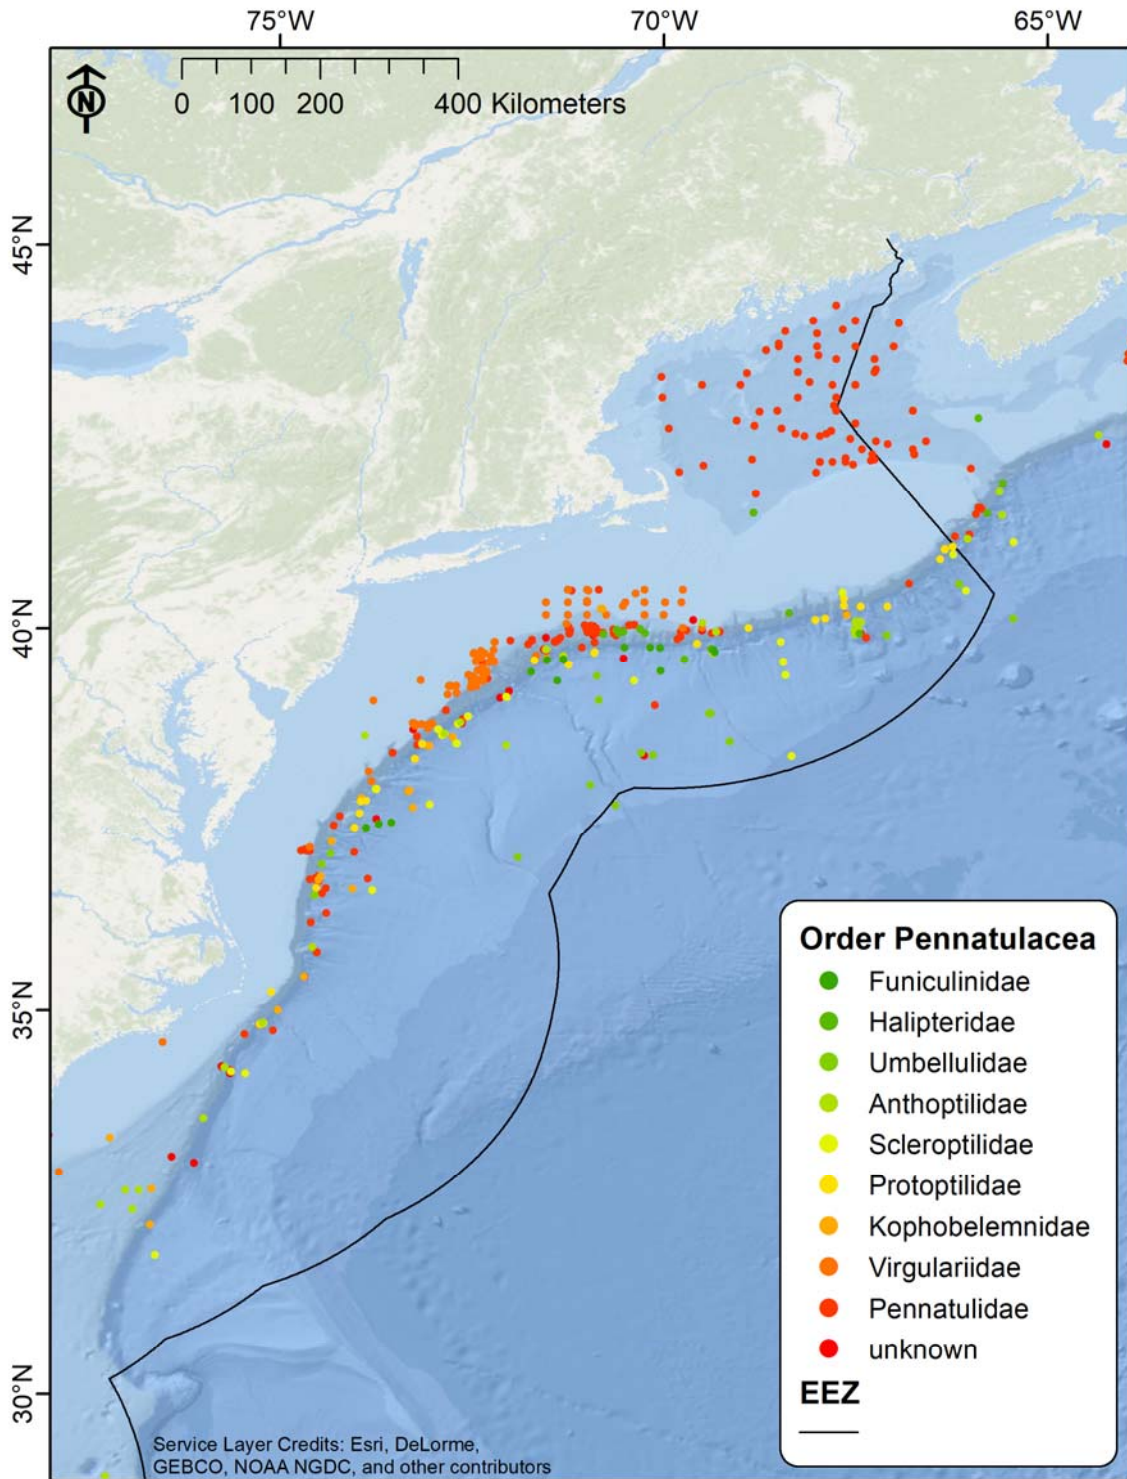 75°W 70°W 65°W
N
0 100 200 400 Kilometers
45°N
40°N
35°N
30°N
Order Pennatulacea
Funiculinidae
Halipteridae
Umbellulidae
Anthoptilidae
Scleroptilidae
Protoptilidae
Kophobelemnidae
Virgulariidae
Pennatulidae
unknown
EEZ
Service Layer Credits: Esri, DeLorme,
GEBCO, NOAA NGDC, and other contributors